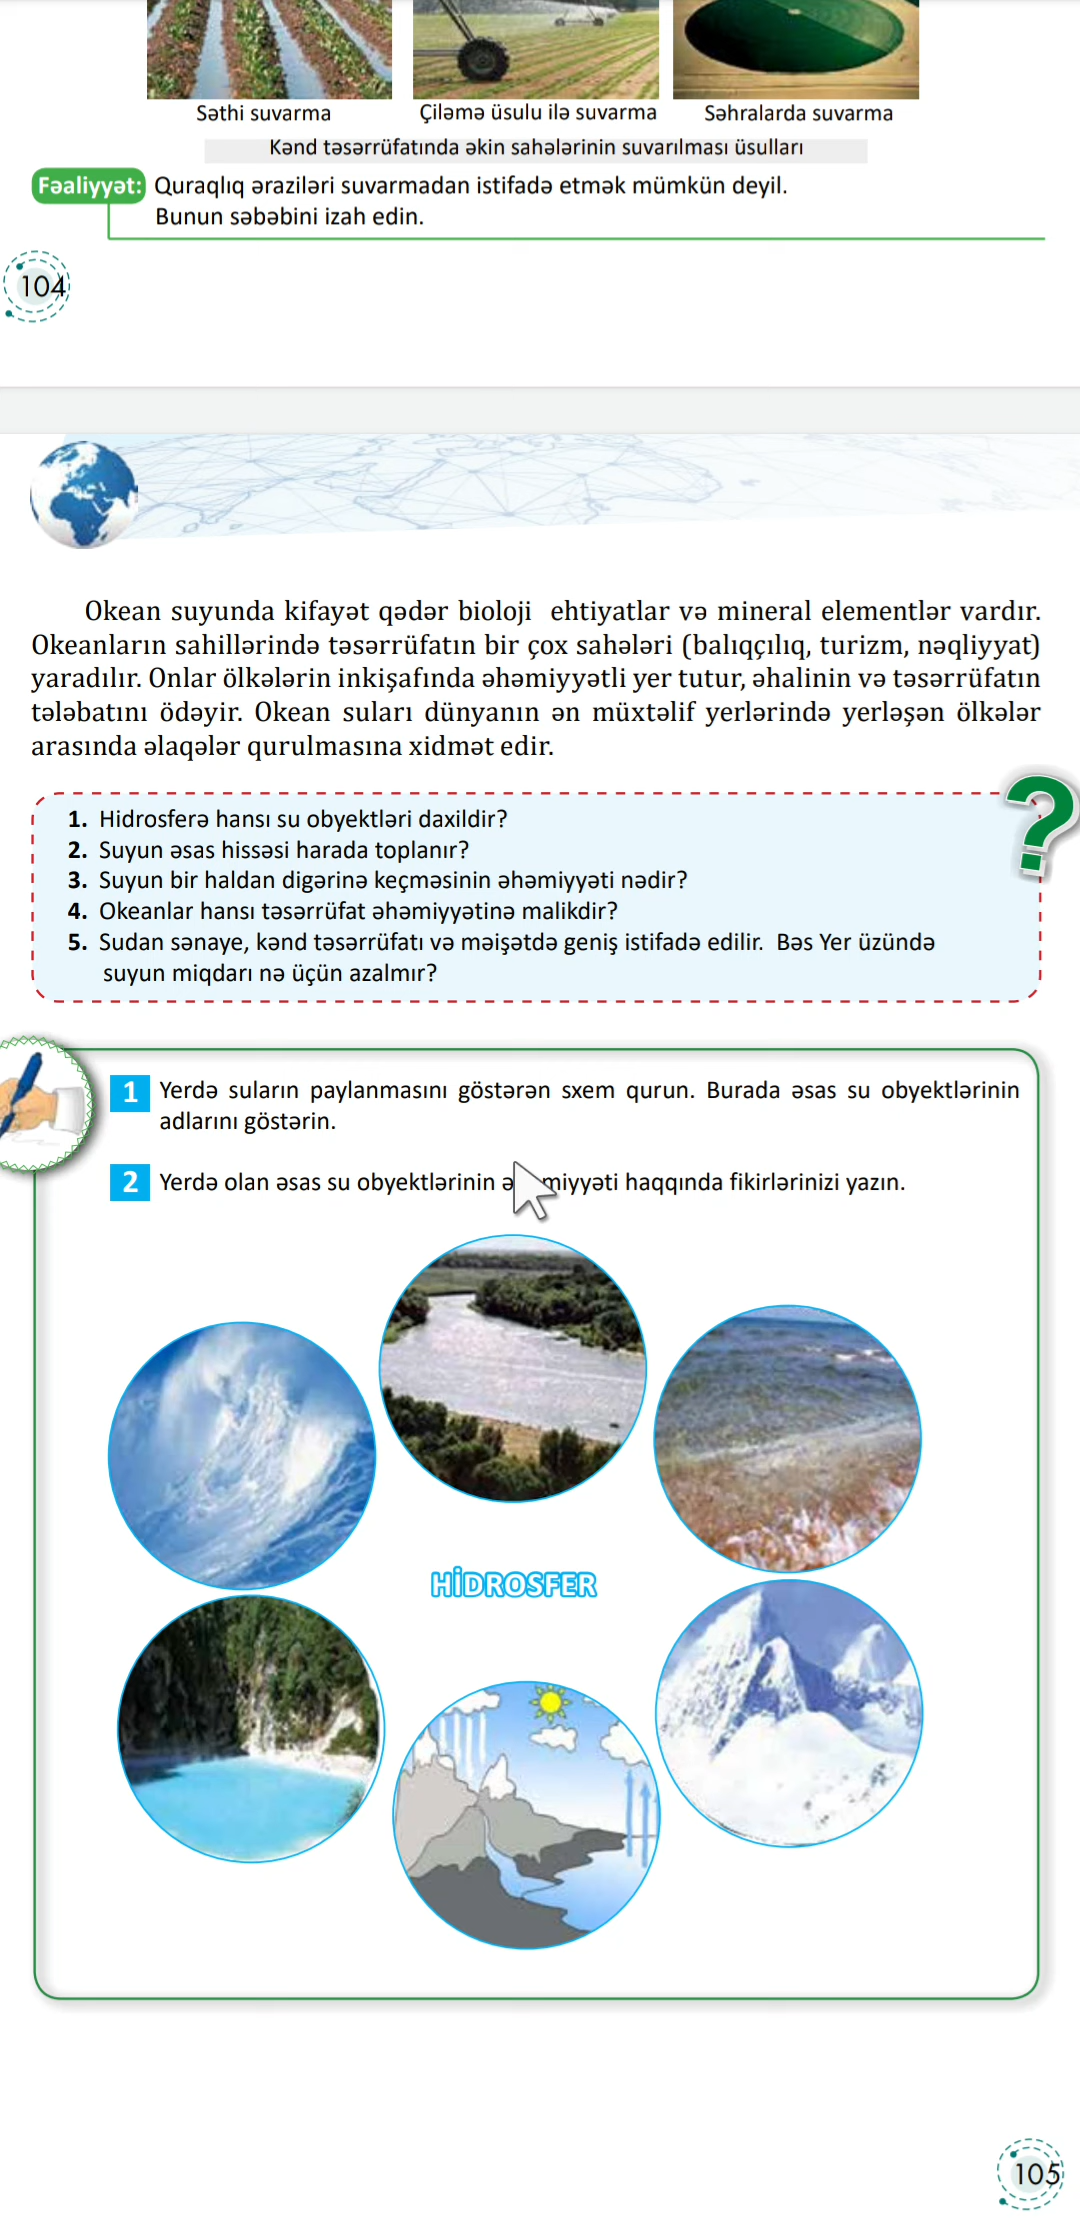 Səthi suvarma
Çiləmə üsulu ilə suvarma
Səhralarda suvarma
Kənd təsərrüfatında əkin sahələrinin suvarılması üsulları
Fəaliyyət: Quraqlıq əraziləri suvarmadan istifadə etmək mümkün deyil.
Bunun səbəbini izah edin.
104
Okean suyunda kifayət qədər bioloji ehtiyatlar və mineral elementlər vardır.
Okeanların sahillərində təsərrüfatın bir çox sahələri (balıqçılıq, turizm, nəqliyyat)
yaradılır. Onlar ölkələrin inkişafında əhəmiyyətli yer tutur, əhalinin və təsərrüfatın
tələbatını ödəyir. Okean suları dünyanın ən müxtəlif yerlərində yerləşən ölkələr
arasında əlaqələr qurulmasına xidmət edir.
?
1. Hidrosferə hansı su obyektləri daxildir?
2. Suyun əsas hissəsi harada toplanır?
3. Suyun bir haldan digərinə keçməsinin əhəmiyyəti nədir?
4. Okeanlar hansı təsərrüfat əhəmiyyətinə malikdir?
5. Sudan sənaye, kənd təsərrüfatı və məişətdə geniş istifadə edilir. Bəs Yer üzündə
suyun miqdarı nə üçün azalmır?
1 Yerdə suların paylanmasını göstərən sxem qurun. Burada əsas su obyektlərinin
adlarını göstərin.
2 Yerdə olan əsas su obyektlərinin haqqında fikirlərinizi yazın.
HİDROSFER
105